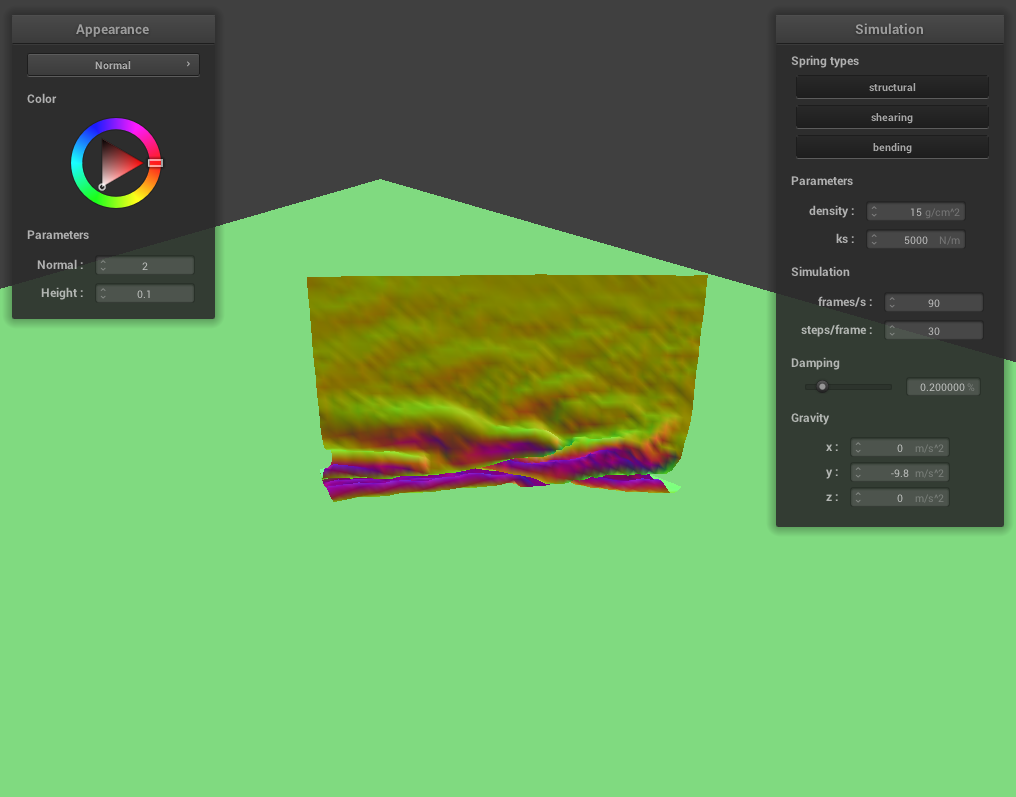 Appearance
Normal ›
Color
Parameters
Normal : 2
Height : 0.1
Simulation
Spring types
structural
shearing
bending
Parameters
density : 15 g/cm^2
ks : 5000 N/m
Simulation
frames/s : 90
steps/frame : 30
Damping
0.200000 %
Gravity
x : 0 m/s^2
y : -9.8 m/s^2
z : 0 m/s^2